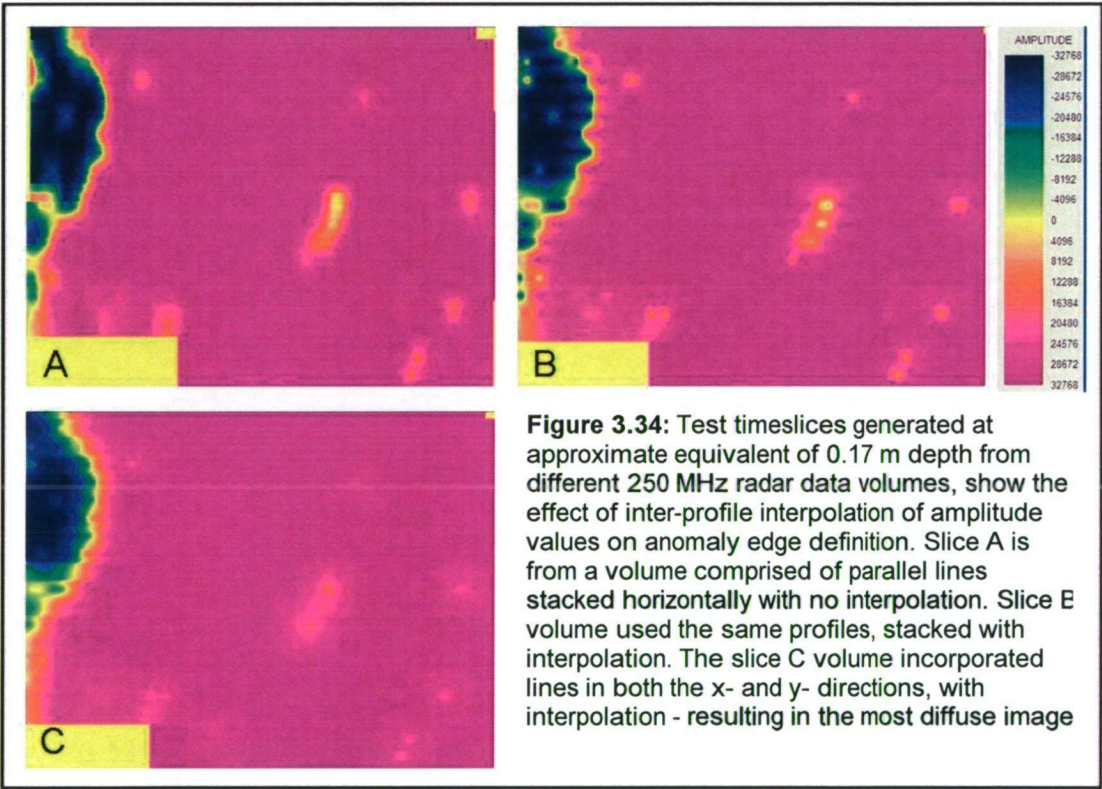 A
B
AMPLITUDE
-32768
-28672
-24576
-20480
-16384
-12288
-8192
-4096
0
4096
8192
12288
16384
20480
24576
28672
32768
C
Figure 3.34: Test timeslices generated at
approximate equivalent of 0.17 m depth from
different 250 MHz radar data volumes, show the
effect of inter-profile interpolation of amplitude
values on anomaly edge definition. Slice A is
from a volume comprised of parallel lines
stacked horizontally with no interpolation. Slice B
volume used the same profiles, stacked with
interpolation. The slice C volume incorporated
lines in both the x- and y- directions, with
interpolation - resulting in the most diffuse image